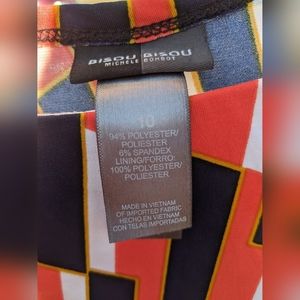 BISOU BISOU
MICHELE BOHBOT
10
94% POLYESTER/
POLIESTER
6% SPANDEX
LINING/FORRO:
100% POLYESTER/
POLIESTER
MADE IN VIETNAM
OF IMPORTED FABRIC
HECHO EN VIETNAM
CON TELAS IMPORTADAS